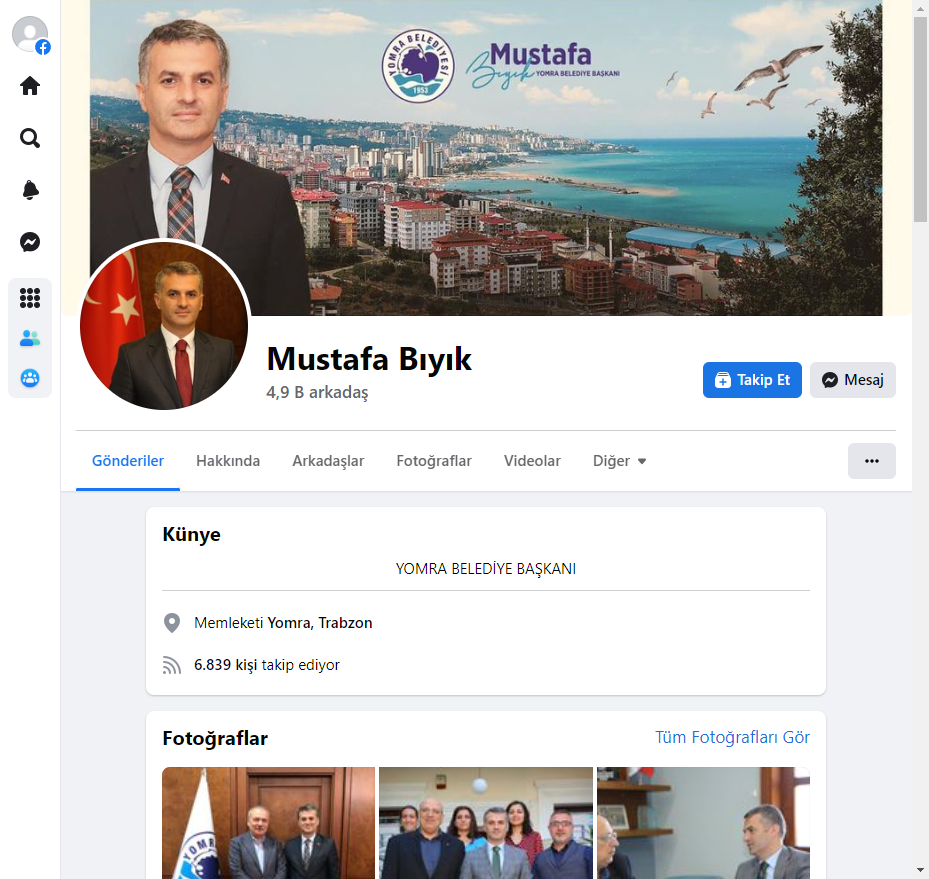 YOMRA BELEDİYESİ
1953
Mustafa
Bıyık
YOMRA BELEDİYE BAŞKANI
Mustafa Bıyık
4,9 B arkadaş
Takip Et
Mesaj
Gönderiler
Hakkında
Arkadaşlar
Fotoğraflar
Videolar
Diğer
Künye
YOMRA BELEDİYE BAŞKANI
Memleketi Yomra, Trabzon
6.839 kişi takip ediyor
Fotoğraflar
Tüm Fotoğrafları Gör
YOMRA